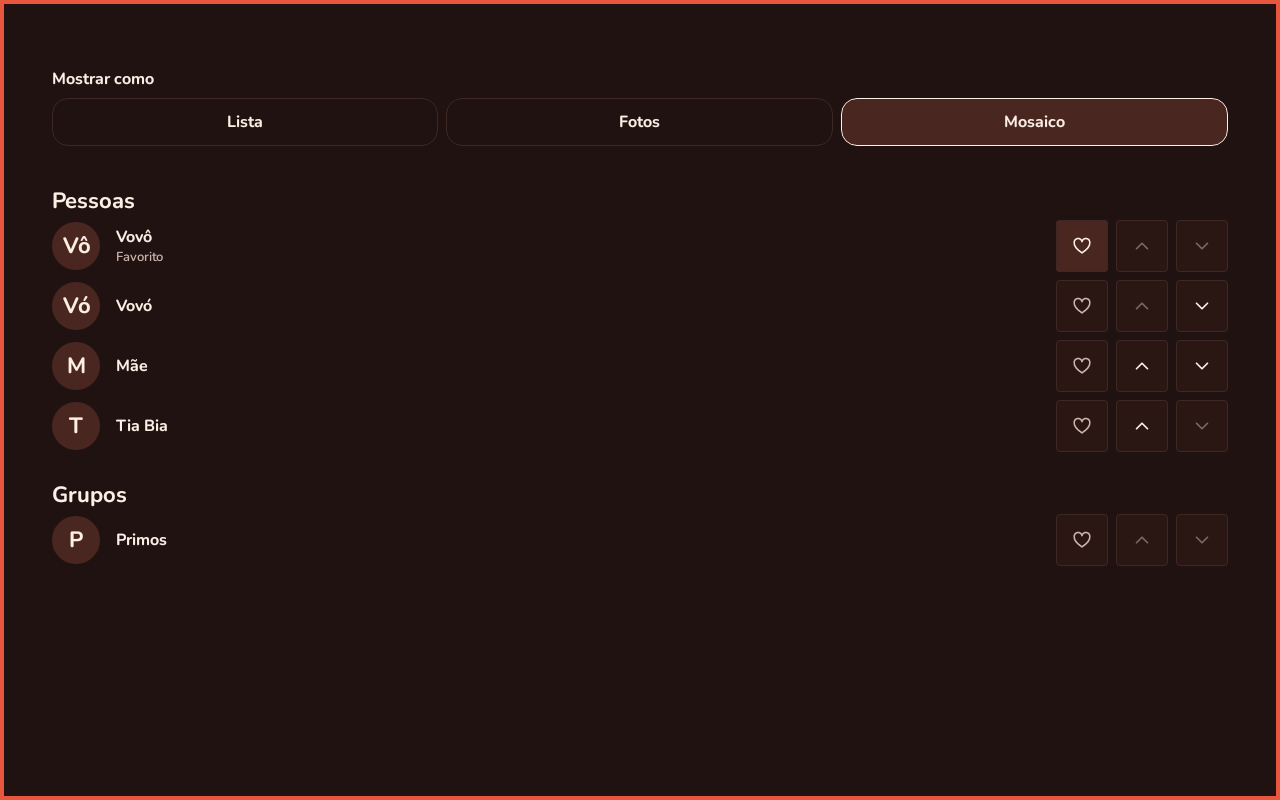 Mostrar como
Lista
Fotos
Mosaico
Pessoas
Vô
Vovô
Favorito
Vó
Vovó
M
Mãe
T
Tia Bia
Grupos
P
Primos